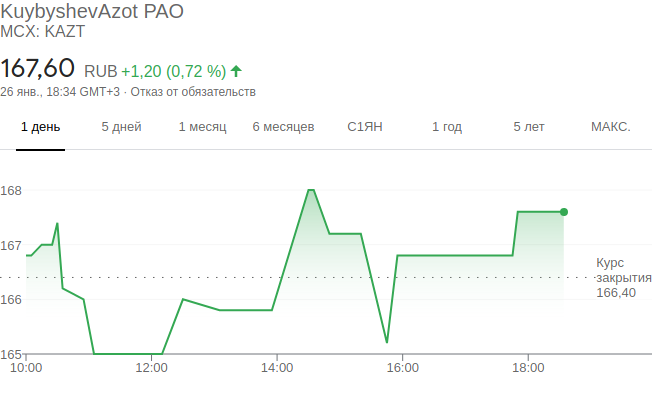 KuybyshevAzot PAO
MCX: KAZT
167,60 RUB +1,20 (0,72 %)
26 янв., 18:34 GMT+3 · Отказ от обязательств
1 день 5 дней 1 месяц 6 месяцев С1ЯН 1 год 5 лет МАКС.
168
167
Курс
закрытия
166,40
166
165
10:00 12:00 14:00 16:00 18:00